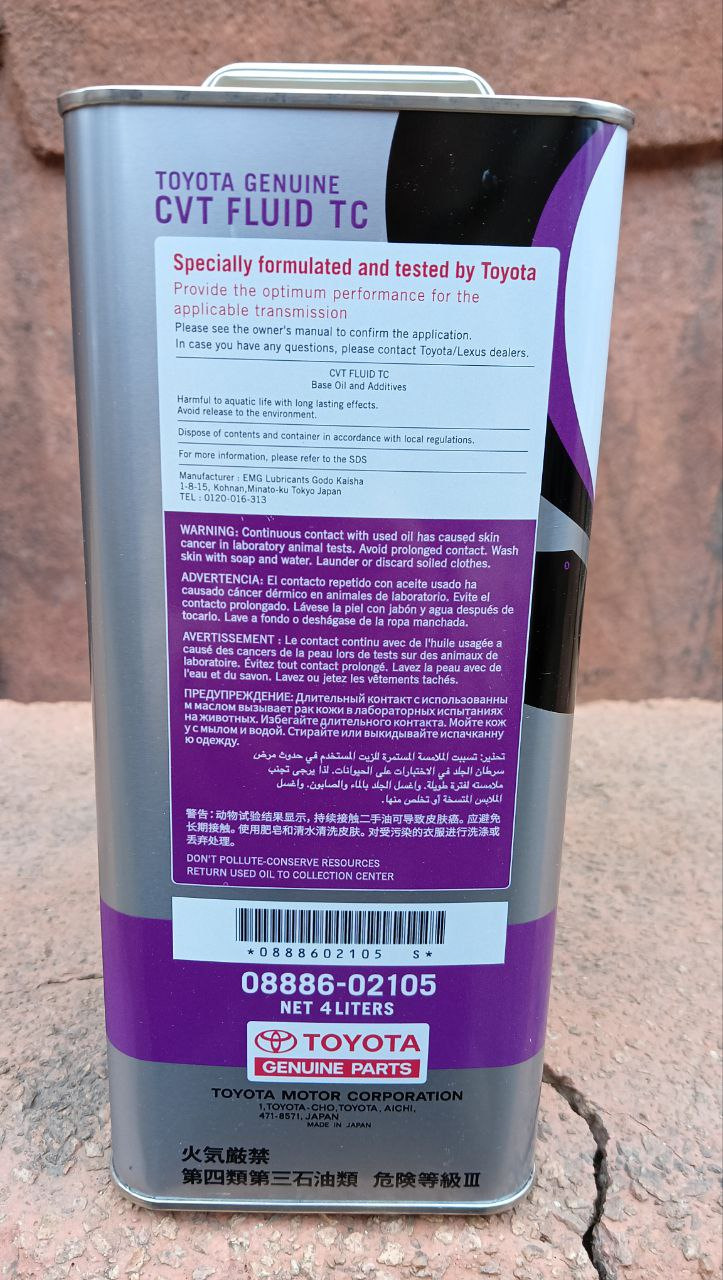 TOYOTA GENUINE
CVT FLUID TC
Specially formulated and tested by Toyota
Provide the optimum performance for the
applicable transmission
Please see the owner's manual to confirm the application.
In case you have any questions, please contact Toyota/Lexus dealers.
CVT FLUID TC
Base Oil and Additives
Harmful to aquatic life with long lasting effects.
Avoid release to the environment.
Dispose of contents and container in accordance with local regulations.
For more information, please refer to the SDS
Manufacturer : EMG Lubricants Godo Kaisha
1-8-15, Kohnan,Minato-ku Tokyo Japan
TEL : 0120-016-313
WARNING: Continuous contact with used oil has caused skin
cancer in laboratory animal tests. Avoid prolonged contact. Wash
skin with soap and water. Launder or discard soiled clothes.
ADVERTENCIA: El contacto repetido con aceite usado ha
causado cáncer dérmico en animales de laboratorio. Evite el
contacto prolongado. Lávese la piel con jabón y agua después de
tocarlo. Lave a fondo o deshágase de la ropa manchada.
AVERTISSEMENT : Le contact continu avec de l'huile usagée a
causé des cancers de la peau lors de tests sur des animaux de
laboratoire. Évitez tout contact prolongé. Lavez la peau avec de
l'eau et du savon. Lavez ou jetez les vêtements tachés.
ПРЕДУПРЕЖДЕНИЕ: Длительный контакт с использованны
м маслом вызывает рак кожи в лабораторных испытаниях
на животных. Избегайте длительного контакта. Мойте кож
у с мылом и водой. Стирайте или выкидывайте испачканну
ю одежду.
تحذير: تسببت الملامسة المستمرة للزيت المستخدم في حدوث مرض
سرطان الجلد في الاختبارات على الحيوانات. لذا يرجى تجنب
ملامسته لفترة طويلة. واغسل الجلد بالماء والصابون. واغسل
الملابس المتسخة أو تخلص منها.
警告：动物试验结果显示，持续接触二手油可导致皮肤癌。应避免
长期接触。使用肥皂和清水清洗皮肤。对受污染的衣服进行洗涤或
丢弃处理。
DON'T POLLUTE-CONSERVE RESOURCES
RETURN USED OIL TO COLLECTION CENTER
*0888602105 S*
08886-02105
NET 4 LITERS
TOYOTA
GENUINE PARTS
TOYOTA MOTOR CORPORATION
1,TOYOTA-CHO,TOYOTA, AICHI,
471-8571, JAPAN
MADE IN JAPAN
火気厳禁
第四類第三石油類 危険等級Ⅲ